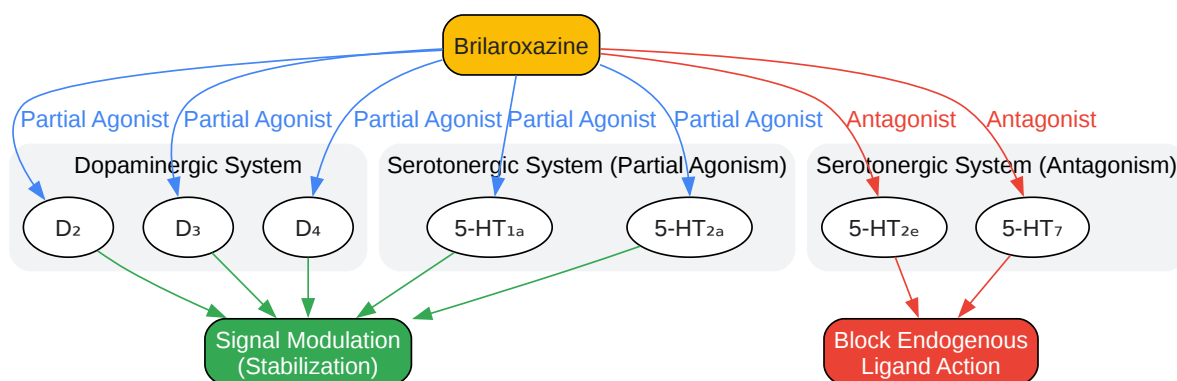 Brilaroxazine
Partial Agonist Partial Agonist Partial Agonist Partial Agonist Partial Agonist Antagonist Antagonist
Dopaminergic System Serotonergic System (Partial Agonism) Serotonergic System (Antagonism)
D₂ D₃ D₄ 5-HT₁ₐ 5-HT₂ₐ 5-HT₂ₑ 5-HT₇
Signal Modulation Block Endogenous
(Stabilization) Ligand Action